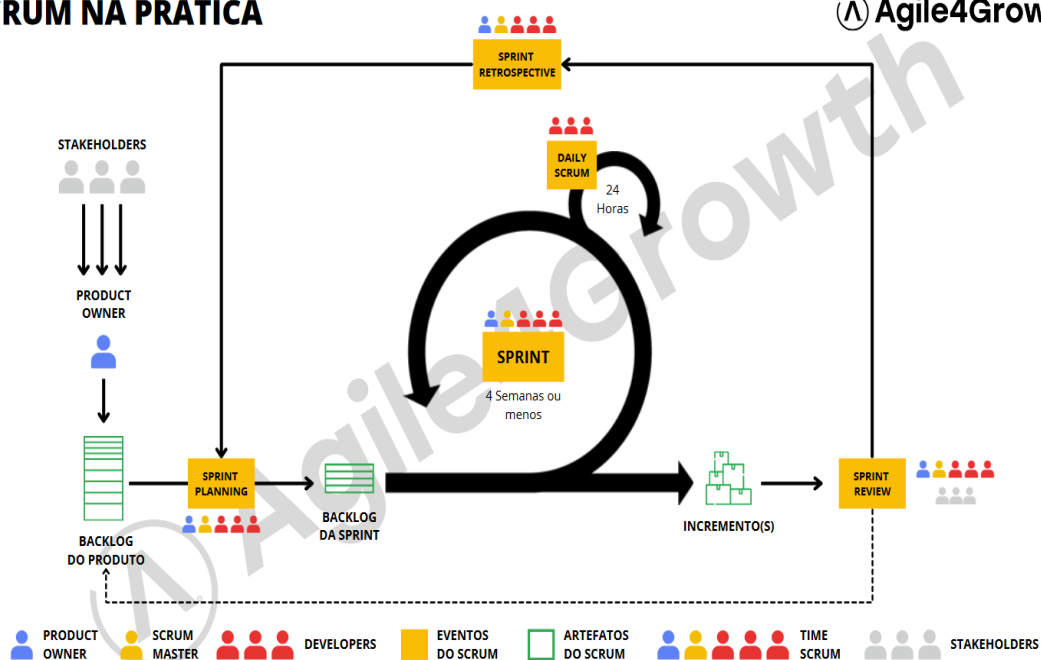 CRUM NA PRÁTICA
Agile4Grow
SPRINT
RETROSPECTIVE
STAKEHOLDERS
DAILY
SCRUM
24
Horas
PRODUCT
OWNER
SPRINT
4 Semanas ou
menos
SPRINT
PLANNING
BACKLOG
DA SPRINT
INCREMENTO(S)
SPRINT
REVIEW
BACKLOG
DO PRODUTO
Agile4Growth
PRODUCT
OWNER
SCRUM
MASTER
DEVELOPERS
EVENTOS
DO SCRUM
ARTEFATOS
DO SCRUM
TIME
SCRUM
STAKEHOLDERS